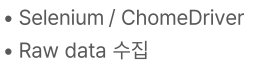 • Selenium / ChomeDriver
• Raw data 수집